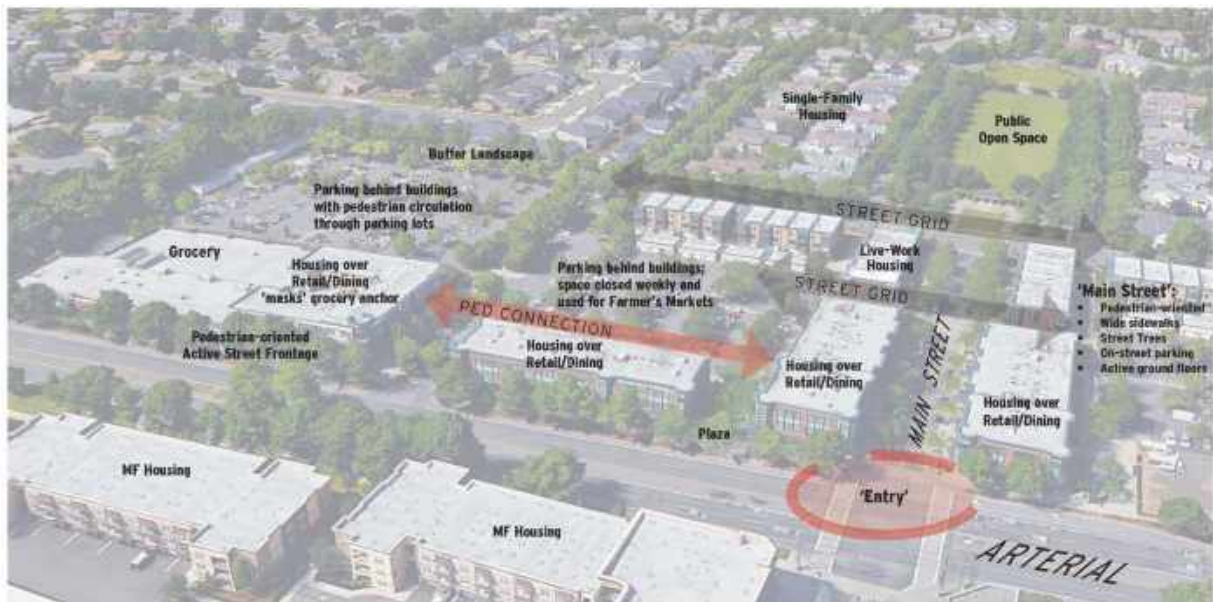 Single-Family
Housing
Public
Open Space
Buffer Landscape
Parking behind buildings
with pedestrian circulation
through parking lots
STREET GRID
Grocery
Housing over
Retail/Dining
'masks' grocery anchor
Parking behind buildings;
space closed weekly and
used for Farmer's Markets
Live-Work
Housing
STREET GRID
'Main Street':
• Pedestrian-oriented
• Wide sidewalks
• Street Trees
• On-street parking
• Active ground floors
PED CONNECTION
Pedestrian-oriented
Active Street Frontage
Housing over
Retail/Dining
Housing over
Retail/Dining
MAIN STREET
Housing over
Retail/Dining
Plaza
MF Housing
'Entry'
MF Housing
ARTERIAL